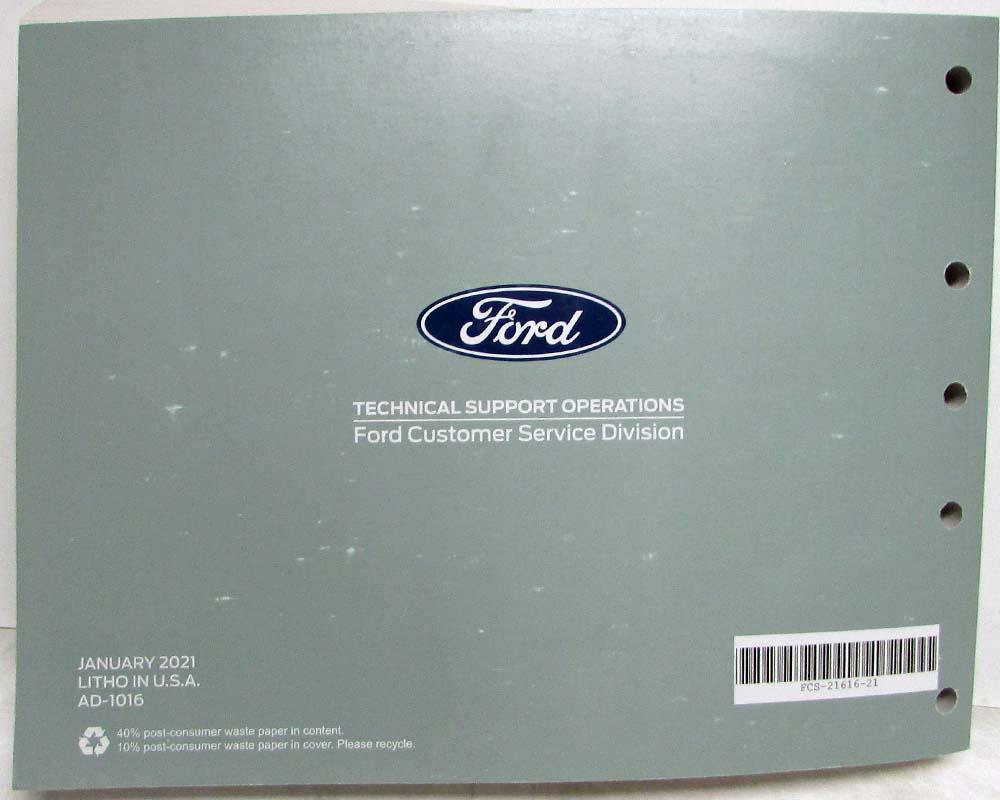 Ford
TECHNICAL SUPPORT OPERATIONS
Ford Customer Service Division
JANUARY 2021
LITHO IN U.S.A.
AD-1016
40% post-consumer waste paper in content.
10% post-consumer waste paper in cover. Please recycle.
FCS-21616-21